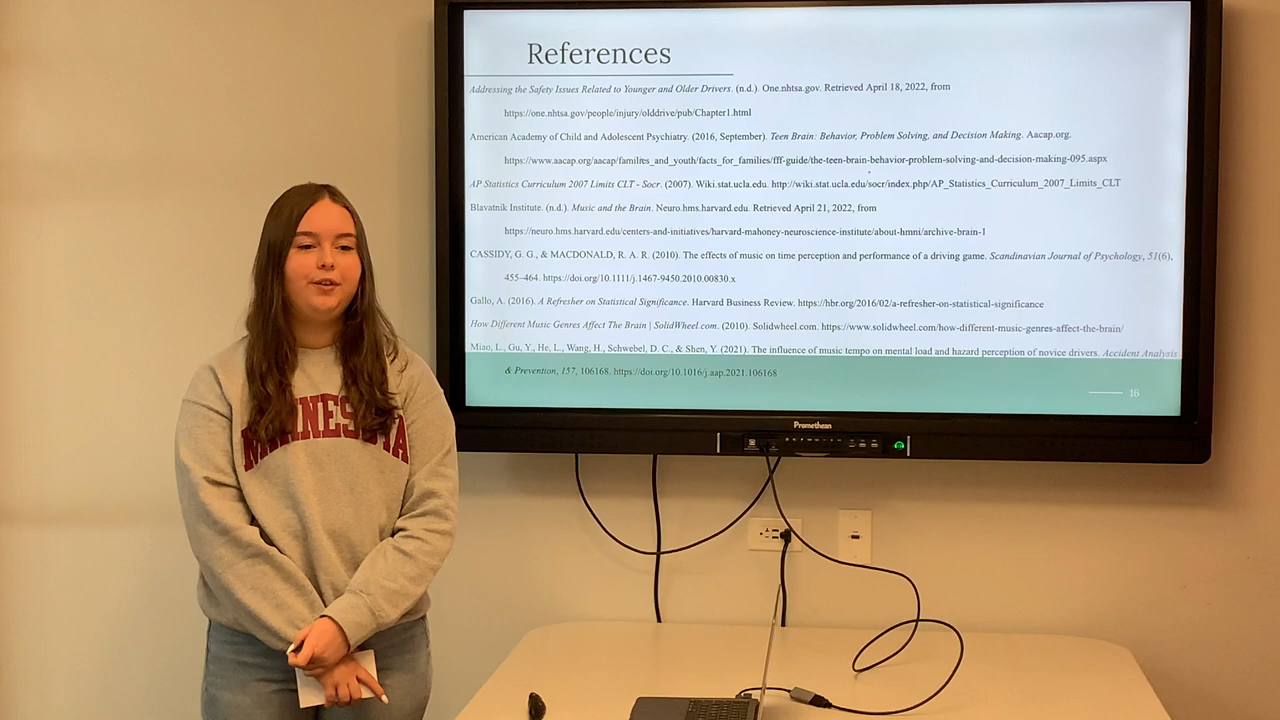 References
Addressing the Safety Issues Related to Younger and Older Drivers. (n.d.). One.nhtsa.gov. Retrieved April 18, 2022, from
https://one.nhtsa.gov/people/injury/olddrive/pub/Chapter1.html
American Academy of Child and Adolescent Psychiatry. (2016, September). Teen Brain: Behavior, Problem Solving, and Decision Making. Aacap.org.
https://www.aacap.org/aacap/families_and_youth/facts_for_families/fff-guide/the-teen-brain-behavior-problem-solving-and-decision-making-095.aspx
AP Statistics Curriculum 2007 Limits CLT - Socr. (2007). Wiki.stat.ucla.edu. http://wiki.stat.ucla.edu/socr/index.php/AP_Statistics_Curriculum_2007_Limits_CLT
Blavatnik Institute. (n.d.). Music and the Brain. Neuro.hms.harvard.edu. Retrieved April 21, 2022, from
https://neuro.hms.harvard.edu/centers-and-initiatives/harvard-mahoney-neuroscience-institute/about-hmni/archive-brain-1
CASSIDY, G. G., & MACDONALD, R. A. R. (2010). The effects of music on time perception and performance of a driving game. Scandinavian Journal of Psychology, 51(6),
455–464. https://doi.org/10.1111/j.1467-9450.2010.00830.x
Gallo, A. (2016). A Refresher on Statistical Significance. Harvard Business Review. https://hbr.org/2016/02/a-refresher-on-statistical-significance
How Different Music Genres Affect The Brain | SolidWheel.com. (2010). Solidwheel.com. https://www.solidwheel.com/how-different-music-genres-affect-the-brain/
Miao, L., Gu, Y., He, L., Wang, H., Schwebel, D. C., & Shen, Y. (2021). The influence of music tempo on mental load and hazard perception of novice drivers. Accident Analysis
& Prevention, 157, 106168. https://doi.org/10.1016/j.aap.2021.106168
16
Promethean
MINNESOTA